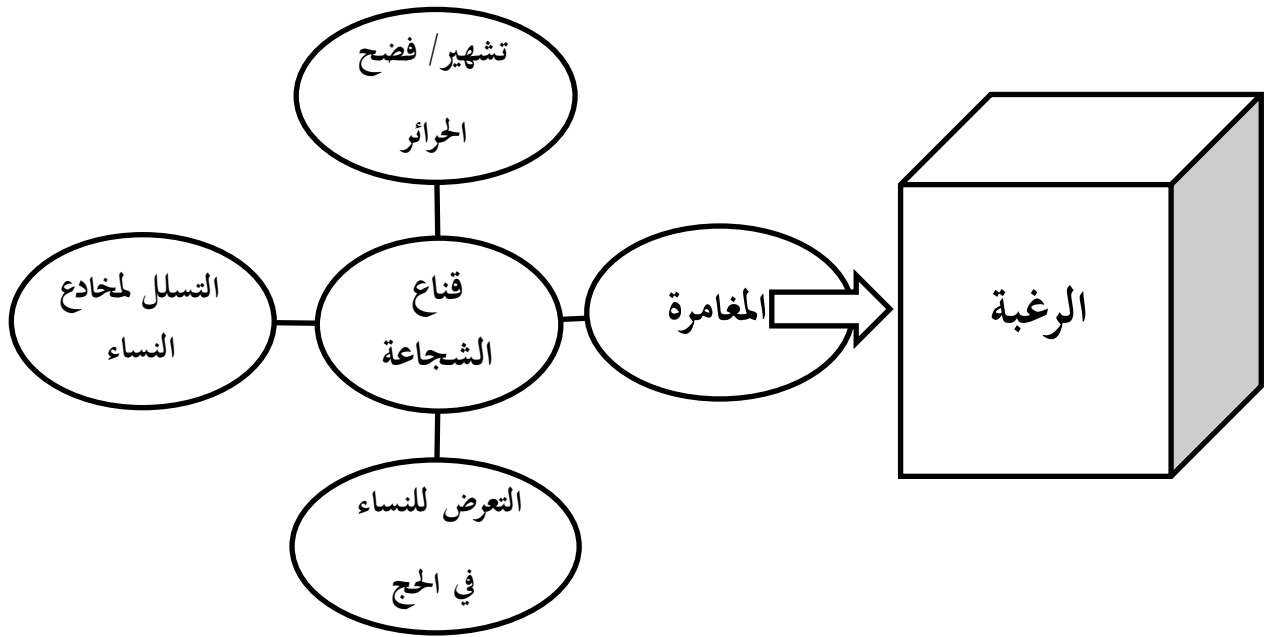 تشهير/ فضح
الحرائر
قناع
الشجاعة
التسلل لمخادع
النساء
المغامرة
الرغبة
التعرض للنساء
في الحج